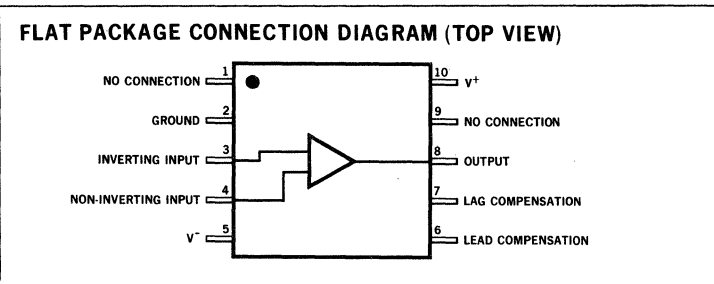 FLAT PACKAGE CONNECTION DIAGRAM (TOP VIEW)
NO CONNECTION 1
10 V+
GROUND 2
9 NO CONNECTION
INVERTING INPUT 3
8 OUTPUT
NON-INVERTING INPUT 4
7 LAG COMPENSATION
V- 5
6 LEAD COMPENSATION